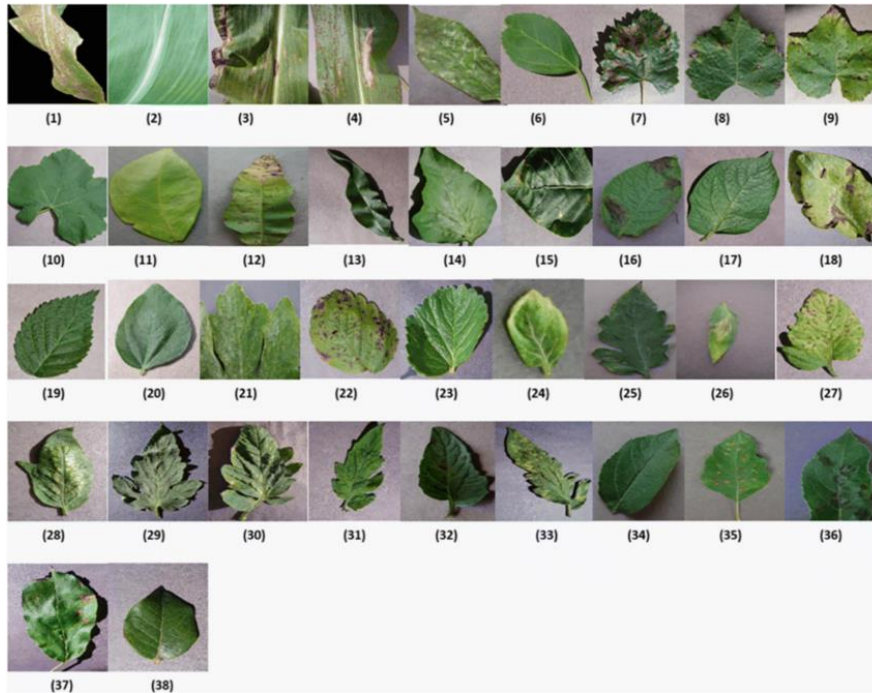 (1) (2) (3) (4) (5) (6) (7) (8) (9)
(10) (11) (12) (13) (14) (15) (16) (17) (18)
(19) (20) (21) (22) (23) (24) (25) (26) (27)
(28) (29) (30) (31) (32) (33) (34) (35) (36)
(37) (38)